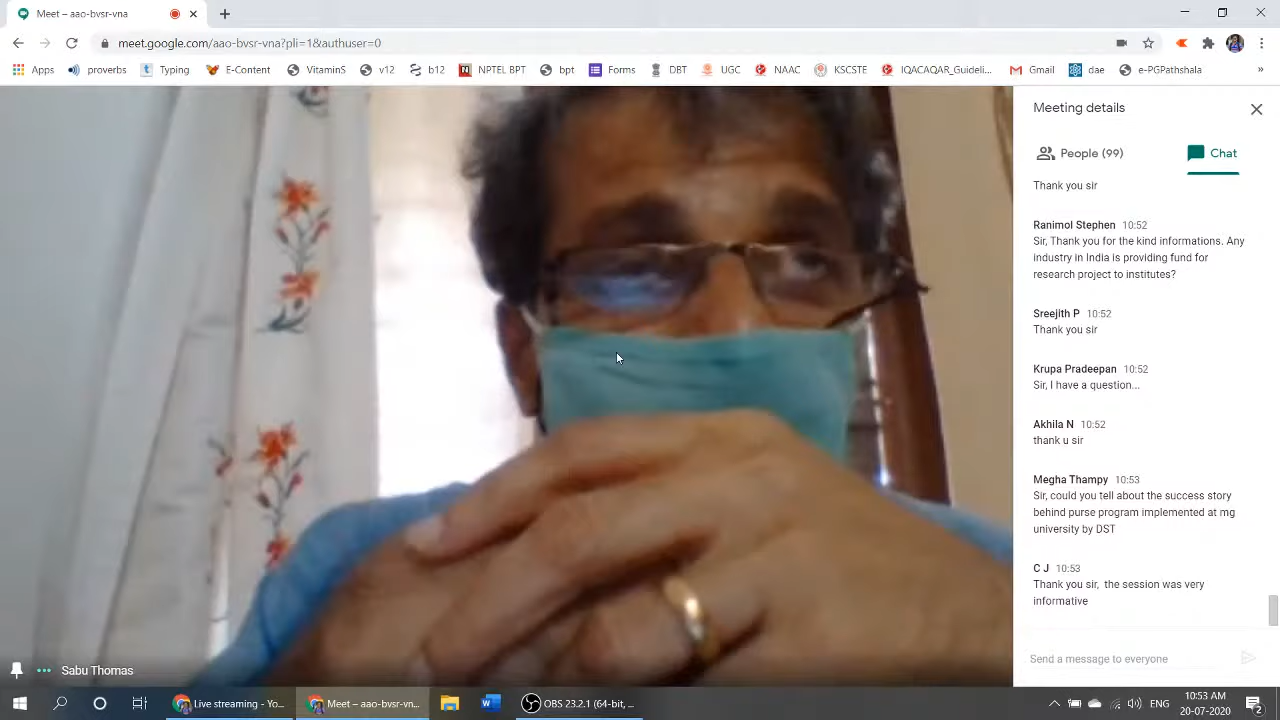 Meet – aao-bvsr-vna
meet.google.com/aao-bvsr-vna?pli=1&authuser=0
Apps proverbs Typing E-Content VitaminS v12 b12 NPTEL BPT bpt Forms DBT UGC NAAC KSCSTE IQACAQAR_Guideli... Gmail dae e-PGPathshala »
Meeting details
People (99) Chat
Thank you sir
Ranimol Stephen 10:52
Sir, Thank you for the kind informations. Any
industry in India is providing fund for
research project to institutes?
Sreejith P 10:52
Thank you sir
Krupa Pradeepan 10:52
Sir, I have a question...
Akhila N 10:52
thank u sir
Megha Thampy 10:53
Sir, could you tell about the success story
behind purse program implemented at mg
university by DST
C J 10:53
Thank you sir, the session was very
informative
Send a message to everyone
Sabu Thomas
Live streaming - Yo... Meet – aao-bvsr-vn... OBS 23.2.1 (64-bit, ... ENG 10:53 AM
20-07-2020 2